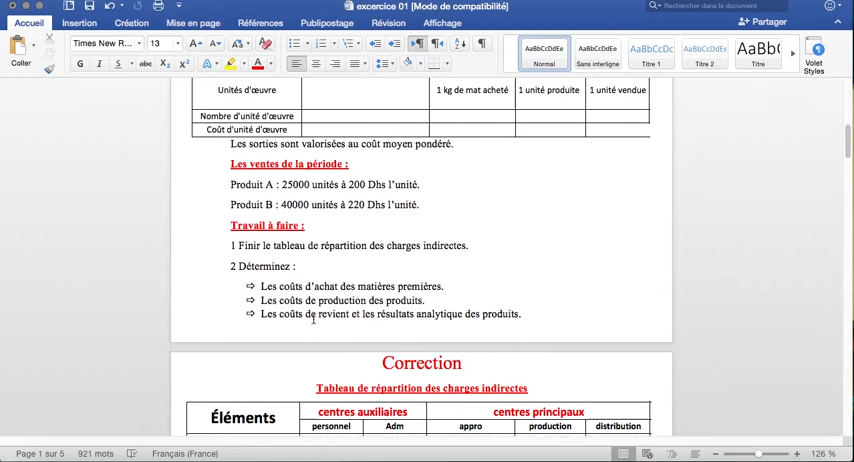 excercice 01 [Mode de compatibilité]
Rechercher dans le document
Accueil Insertion Création Mise en page Références Publipostage Révision Affichage
Partager
Coller
Times New R... 13
G I S abc X₂ X²
AaBbCcDdEe AaBbCcDdEe AaBbCcDc AaBbCcDdEe AaBbC
Normal Sans interligne Titre 1 Titre 2 Titre
Volet Styles
Unités d'œuvre 1 kg de mat acheté 1 unité produite 1 unité vendue
Nombre d'unité d'œuvre
Coût d'unité d'œuvre
Les sorties sont valorisées au coût moyen pondéré.
Les ventes de la période :
Produit A : 25000 unités à 200 Dhs l'unité.
Produit B : 40000 unités à 220 Dhs l'unité.
Travail à faire :
1 Finir le tableau de répartition des charges indirectes.
2 Déterminez :
⇨ Les coûts d'achat des matières premières.
⇨ Les coûts de production des produits.
⇨ Les coûts de revient et les résultats analytique des produits.
Correction
Tableau de répartition des charges indirectes
Éléments centres auxiliaires centres principaux
personnel Adm appro production distribution
Page 1 sur 5 921 mots Français (France) 126 %